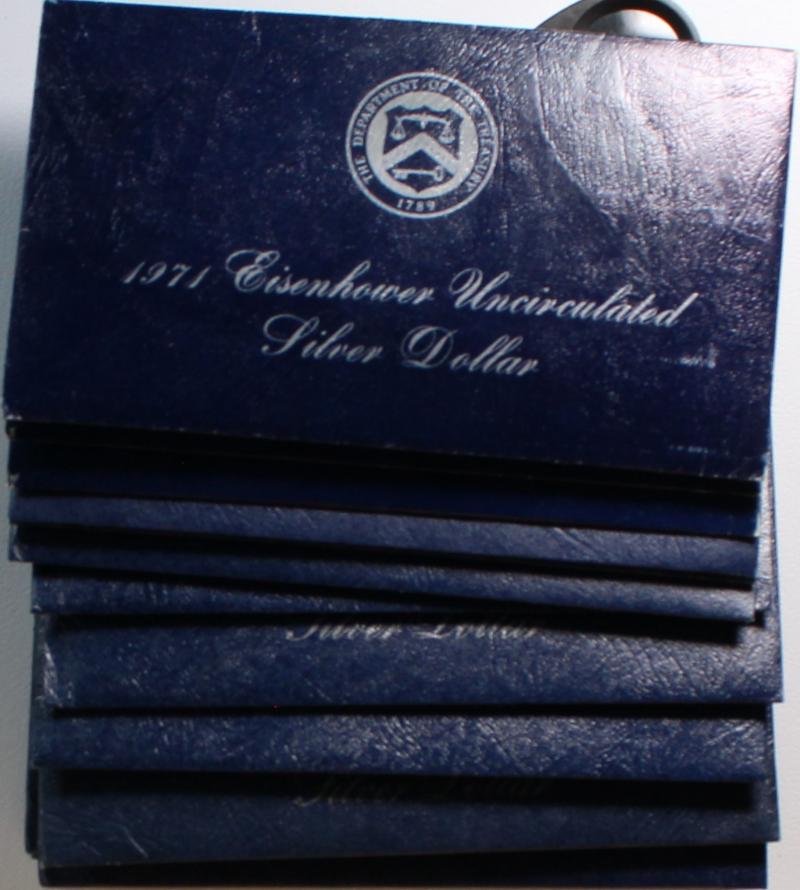 THE DEPARTMENT OF THE TREASURY
1789
1971 Eisenhower Uncirculated
Silver Dollar
Silver Dollar
Silver Dollar